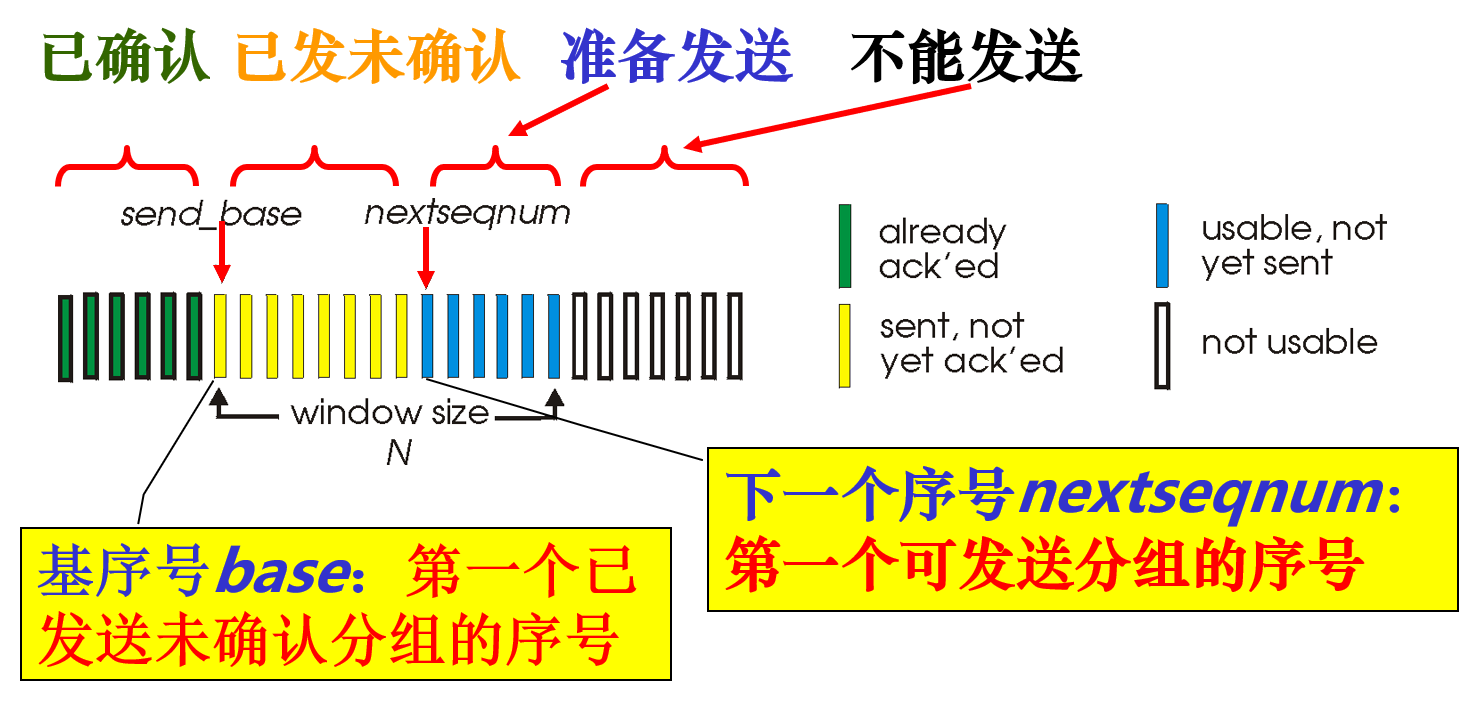 已确认 已发未确认 准备发送 不能发送
send_base nextseqnum
already
ack'ed
usable, not
yet sent
sent, not
yet ack'ed
not usable
window size
N
下一个序号nextseqnum:
第一个可发送分组的序号
基序号base: 第一个已
发送未确认分组的序号